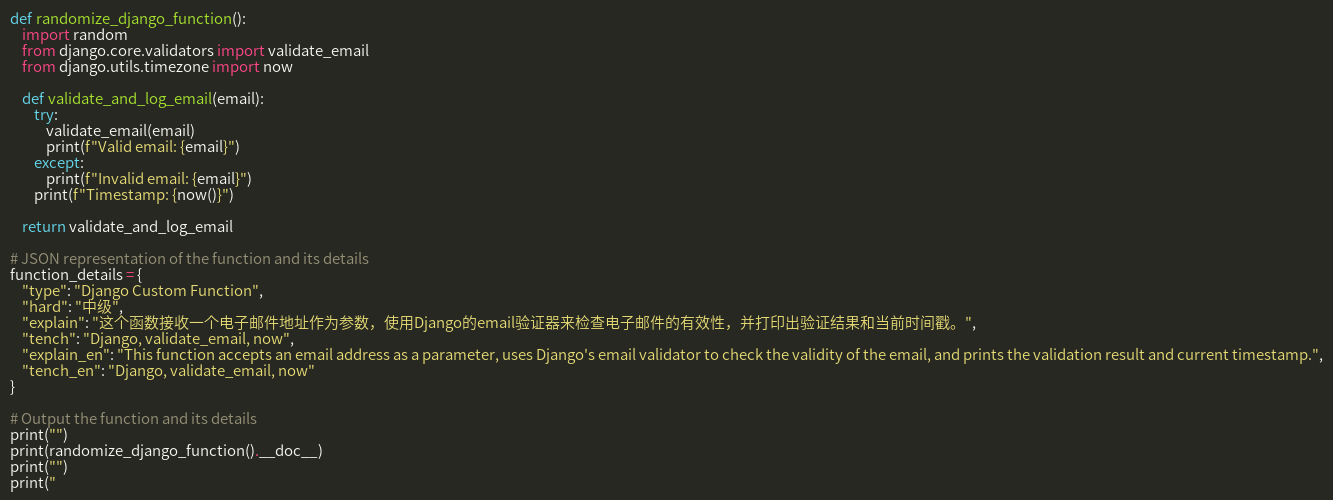 def randomize_django_function():
    import random
    from django.core.validators import validate_email
    from django.utils.timezone import now

    def validate_and_log_email(email):
        try:
            validate_email(email)
            print(f"Valid email: {email}")
        except:
            print(f"Invalid email: {email}")
        print(f"Timestamp: {now()}")

    return validate_and_log_email

# JSON representation of the function and its details
function_details = {
    "type": "Django Custom Function",
    "hard": "中级",
    "explain": "这个函数接收一个电子邮件地址作为参数，使用Django的email验证器来检查电子邮件的有效性，并打印出验证结果和当前时间戳。",
    "tench": "Django, validate_email, now",
    "explain_en": "This function accepts an email address as a parameter, uses Django's email validator to check the validity of the email, and prints the validation result and current timestamp.",
    "tench_en": "Django, validate_email, now"
}

# Output the function and its details
print("")
print(randomize_django_function().__doc__)
print("")
print("